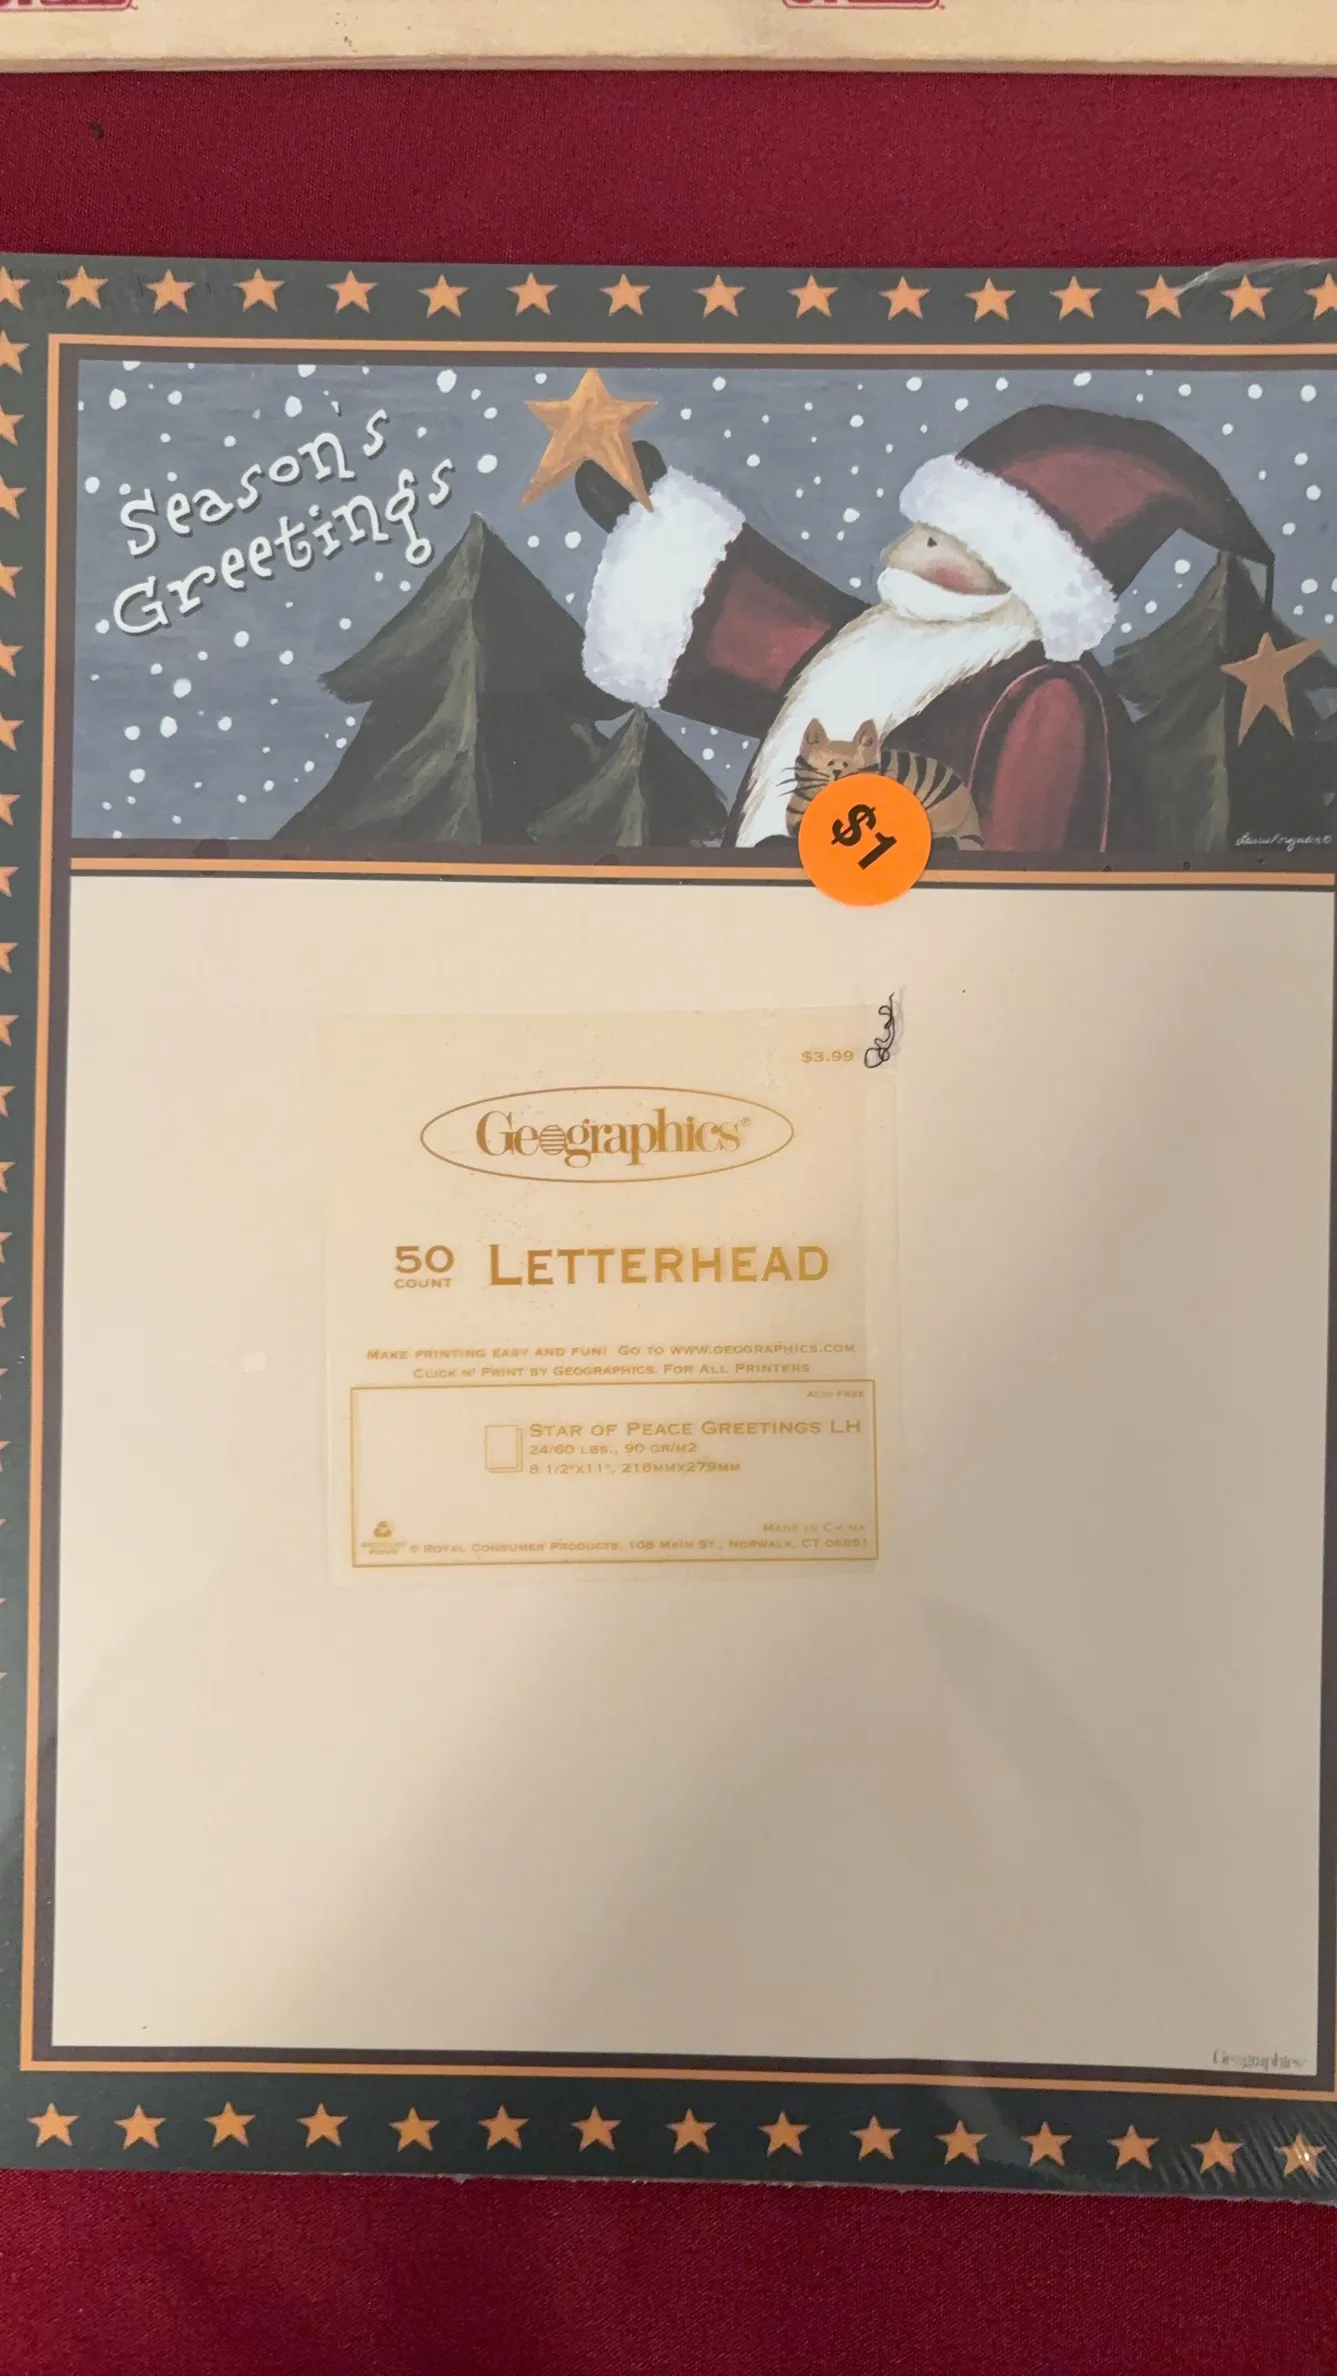 Season's
Greetings
$1
$3.99
Geographics®
50 LETTERHEAD
COUNT
MAKE PRINTING EASY AND FUN! GO TO WWW.GEOGRAPHICS.COM
CLICK N' PRINT BY GEOGRAPHICS. FOR ALL PRINTERS
ACID FREE
STAR OF PEACE GREETINGS LH
24/60 LBS., 90 GR/M2
8 1/2"X11", 216MMX279MM
MADE IN CHINA
RECYCLED
PAPER
© ROYAL CONSUMER PRODUCTS, 108 MAIN ST., NORWALK, CT 06851
Geographics